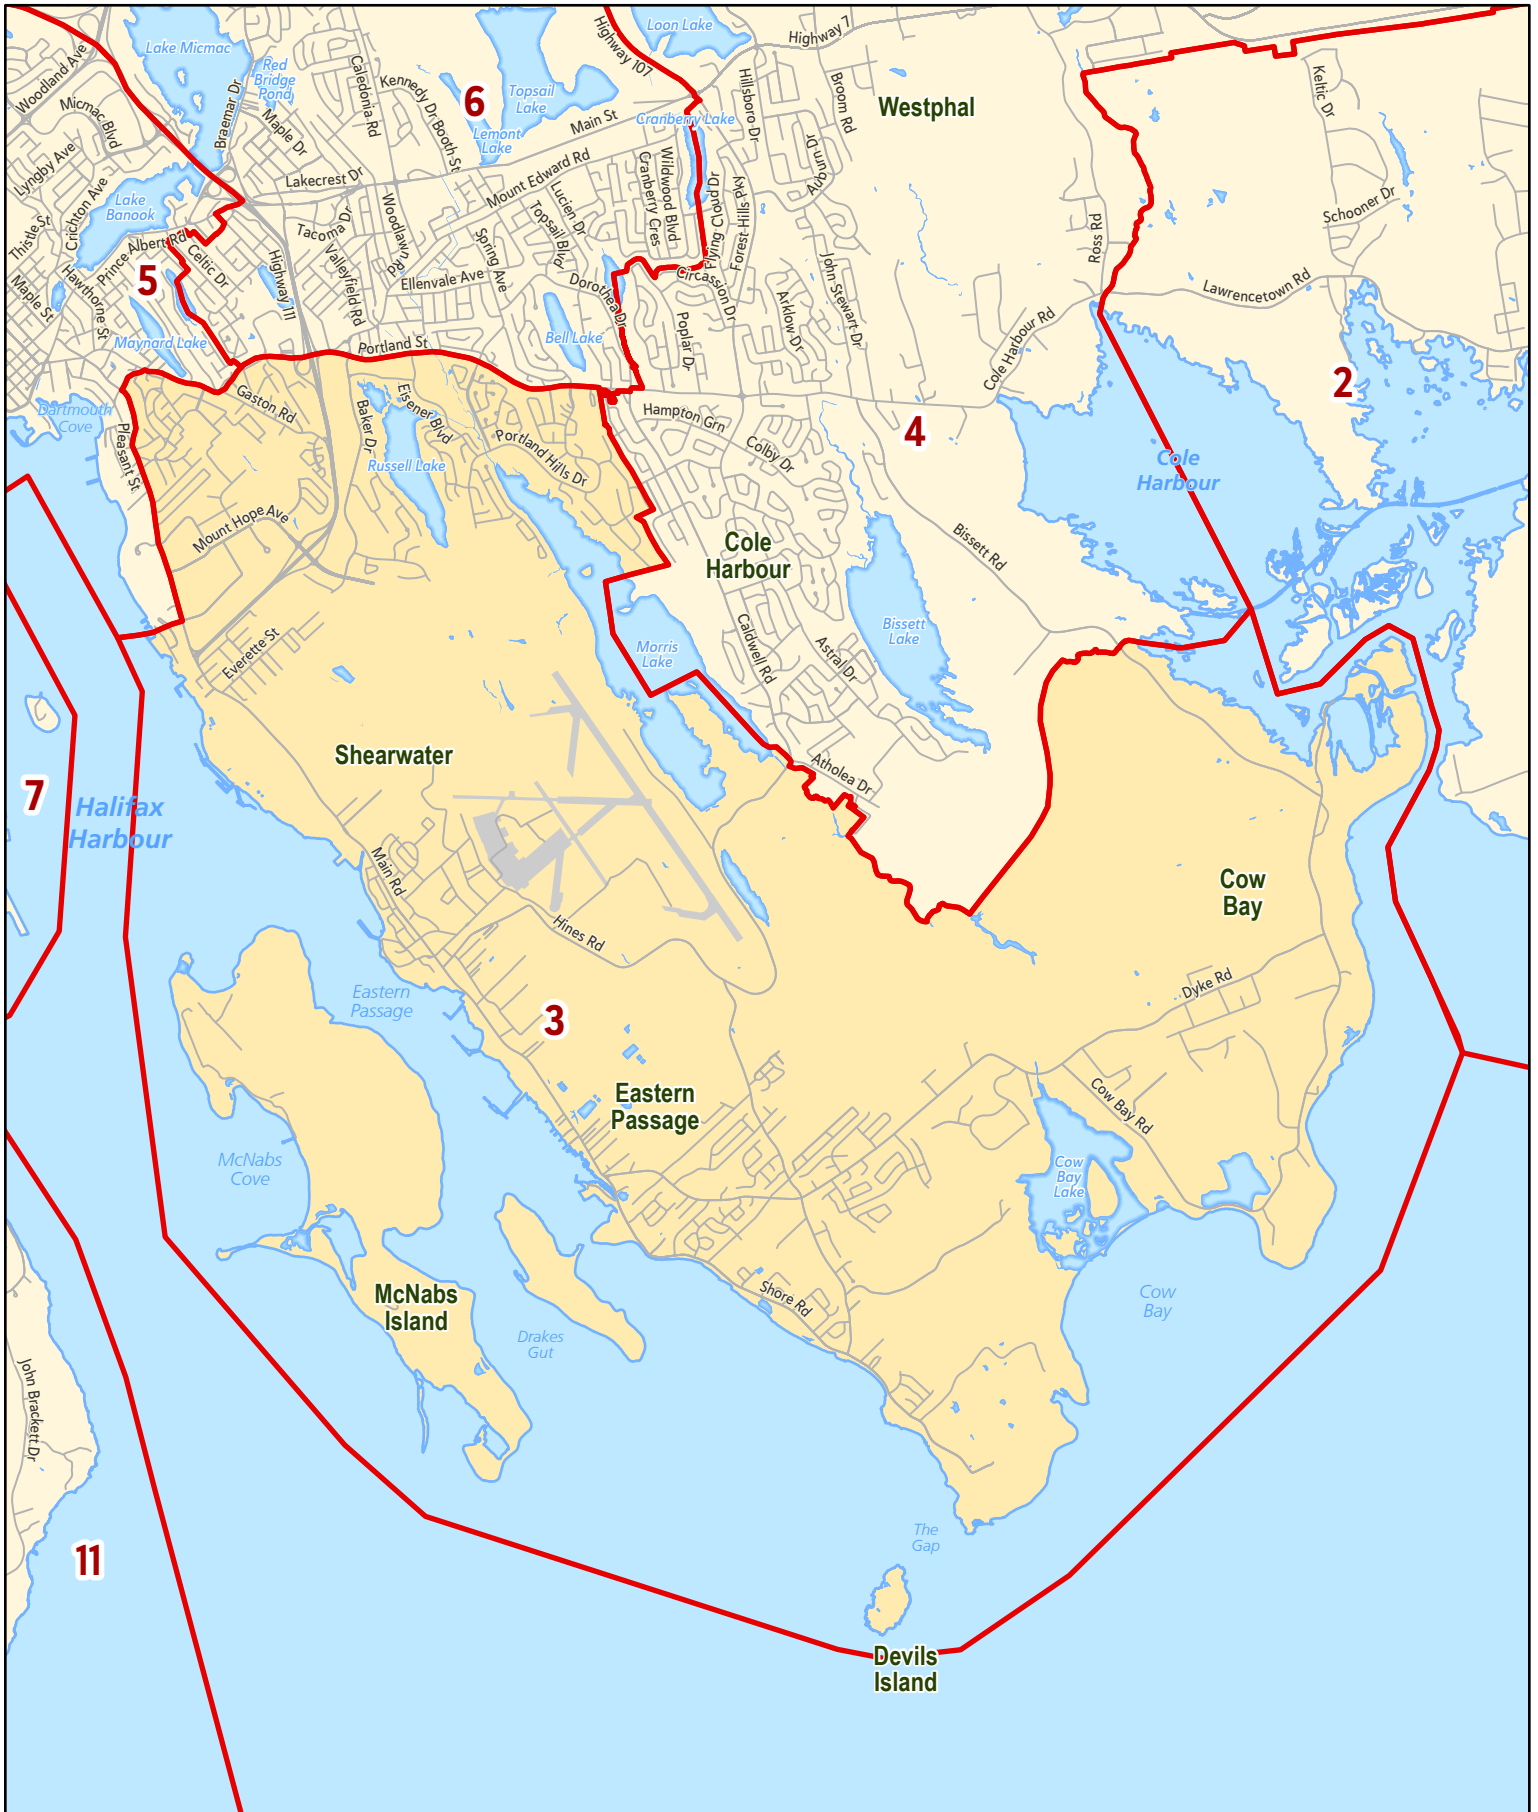 Lake Micmac
Loon Lake
Highway 7
Highway 107
Woodland Ave
Red
Bridge
Pond
Caledonia Rd
Kennedy Dr
6
Topsail
Lake
Hillsboro Dr
Broom Rd
Westphal
Keltic Dr
Micmac Blvd
Braemar Dr
Maple Dr
Booth St
Lemont
Lake
Main St
Cranberry Lake
Lyngby Ave
Lakecrest Dr
Mount Edward Rd
Wildwood Blvd
Cranberry Cres
Flying Cloud Dr
Forest Hills Pky
Auburn Dr
Crichton Ave
Lake
Banook
Thistle St
Prince Albert Rd
Tacoma Dr
Woodlawn Rd
Lucien Dr
Topsail Blvd
Schooner Dr
Ross Rd
Maple St
Hawthorne St
5
Celtic Dr
Highway 111
Valleyfield Rd
Spring Ave
Ellenvale Ave
Dorothea Dr
Circassion Dr
John Stewart Dr
Arklow Dr
Lawrencetown Rd
Maynard Lake
Portland St
Bell Lake
Poplar Dr
Cole Harbour Rd
2
Dartmouth
Cove
Gaston Rd
Pleasant St
Baker Dr
Eisener Blvd
Hampton Grn
4
Russell Lake
Portland Hills Dr
Colby Dr
Cole
Harbour
Mount Hope Ave
Cole
Harbour
Bissett Rd
Everette St
Morris
Lake
Caldwell Rd
Astral Dr
Bissett
Lake
Shearwater
Atholea Dr
7
Halifax
Harbour
Main Rd
Cow
Bay
Hines Rd
Dyke Rd
Eastern
Passage
3
Eastern
Passage
Cow Bay Rd
McNabs
Cove
Cow
Bay
Lake
McNabs
Island
Shore Rd
Cow
Bay
Drakes
Gut
John Brackett Dr
11
The
Gap
Devils
Island